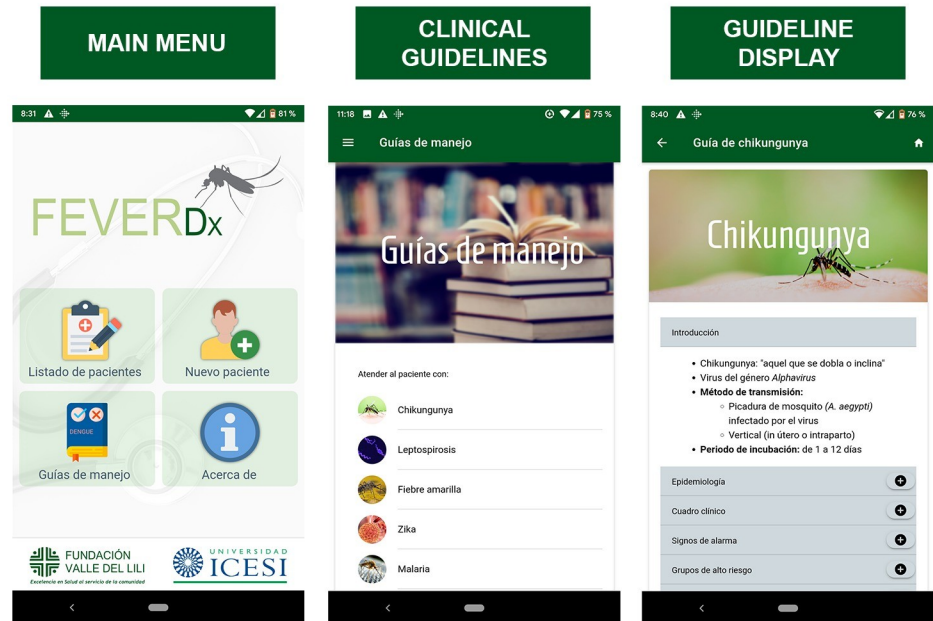 MAIN MENU
CLINICAL
GUIDELINES
GUIDELINE
DISPLAY
8:31
81%
FEVERDx
Listado de pacientes
Nuevo paciente
DENGUE
Guías de manejo
Acerca de
FUNDACIÓN
VALLE DEL LILI
Excelencia en Salud al servicio de la comunidad
UNIVERSIDAD
ICESI
11:18
75%
Guías de manejo
Guías de manejo
Atender al paciente con:
Chikungunya
Leptospirosis
Fiebre amarilla
Zika
Malaria
8:40
76%
Guía de chikungunya
Chikungunya
Introducción
• Chikungunya: "aquel que se dobla o inclina"
• Virus del género Alphavirus
• Método de transmisión:
○ Picadura de mosquito (A. aegypti)
infectado por el virus
○ Vertical (in útero o intraparto)
• Periodo de incubación: de 1 a 12 días
Epidemiología
Cuadro clínico
Signos de alarma
Grupos de alto riesgo